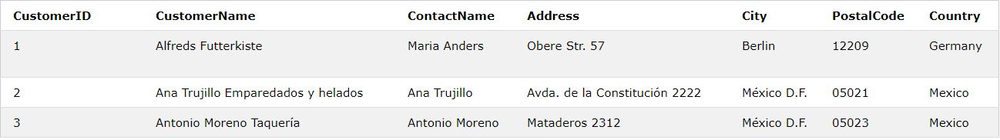 CustomerID CustomerName ContactName Address City PostalCode Country
1 Alfreds Futterkiste Maria Anders Obere Str. 57 Berlin 12209 Germany
2 Ana Trujillo Emparedados y helados Ana Trujillo Avda. de la Constitución 2222 México D.F. 05021 Mexico
3 Antonio Moreno Taquería Antonio Moreno Mataderos 2312 México D.F. 05023 Mexico